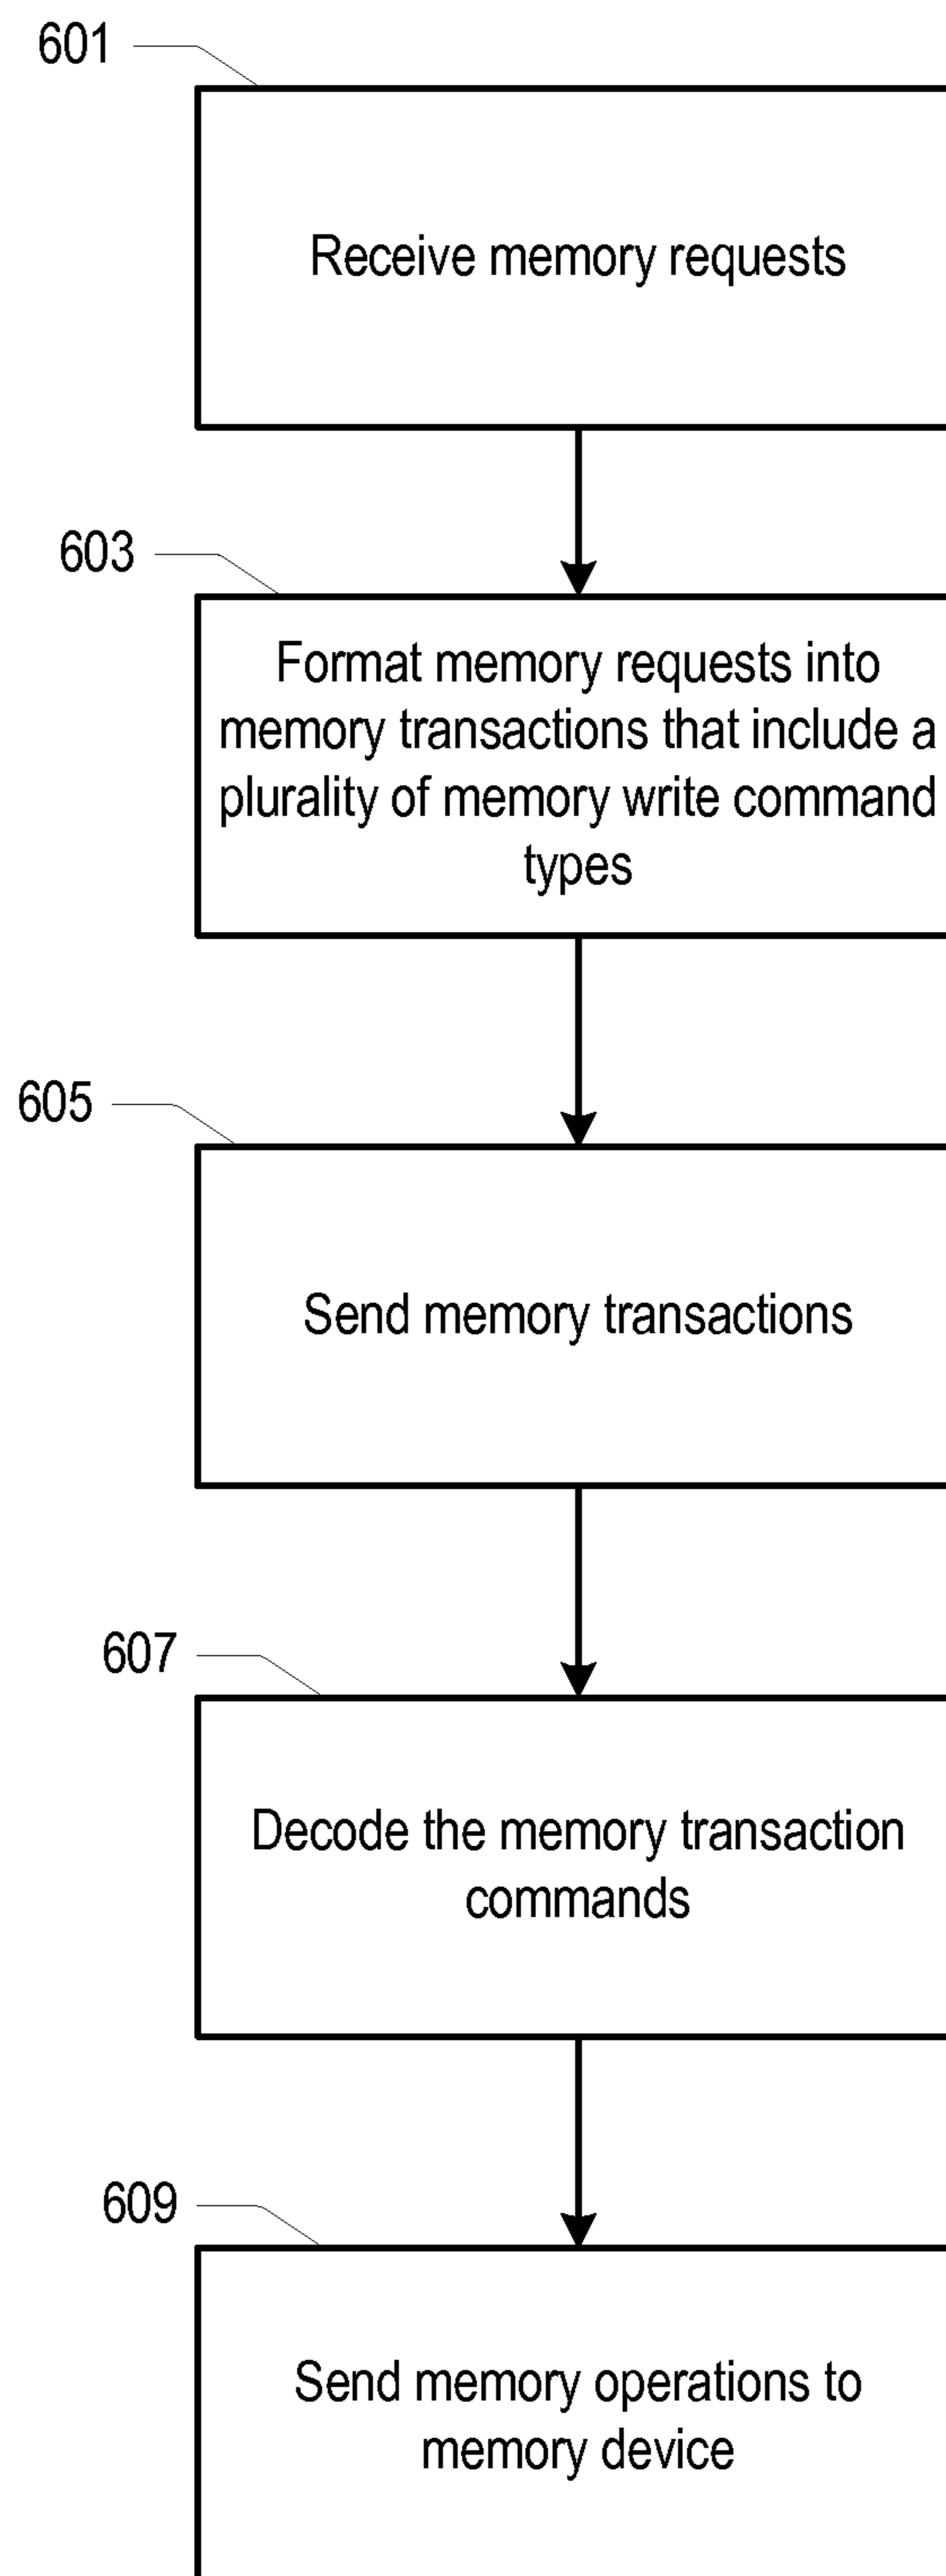 601
Receive memory requests
603
Format memory requests into
memory transactions that include a
plurality of memory write command
types
605
Send memory transactions
607
Decode the memory transaction
commands
609
Send memory operations to
memory device